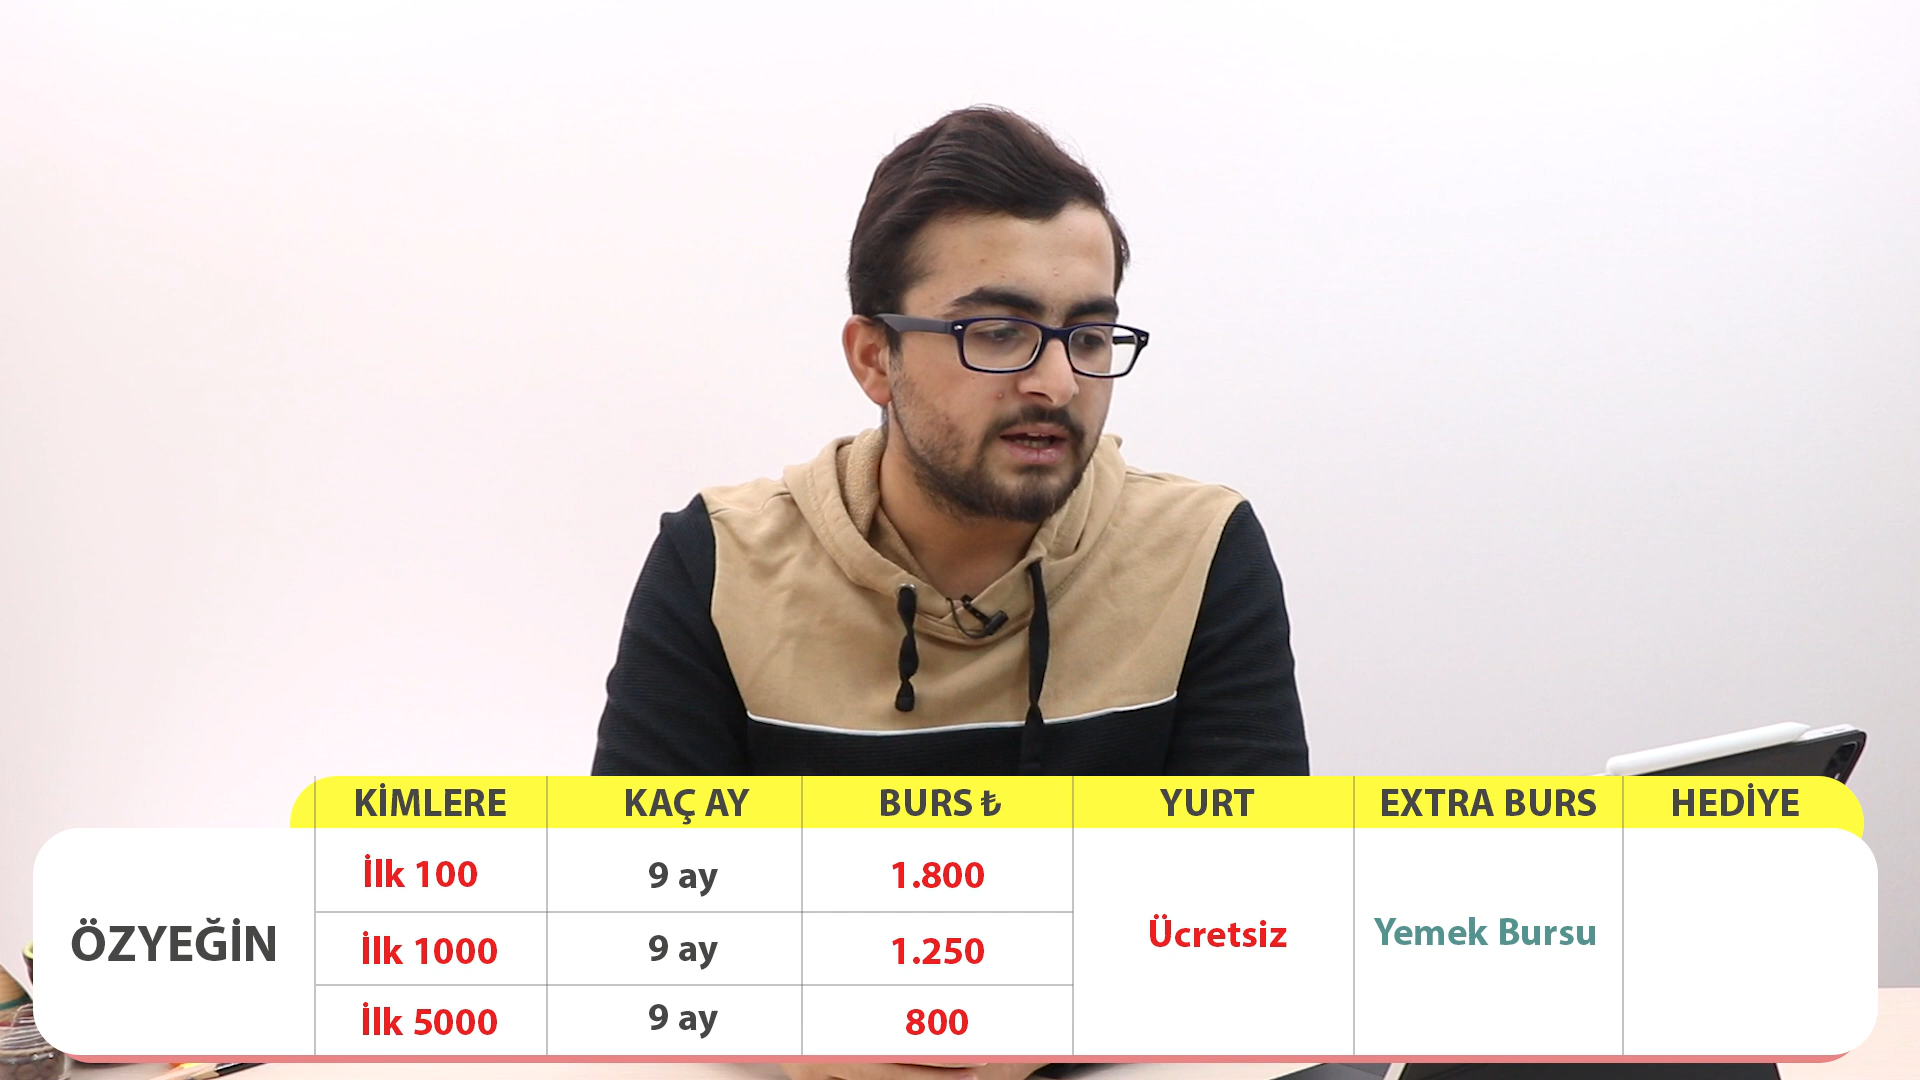 KİMLERE KAÇ AY BURS ₺ YURT EXTRA BURS HEDİYE
İlk 100 9 ay 1.800
ÖZYEĞİN İlk 1000 9 ay 1.250 Ücretsiz Yemek Bursu
İlk 5000 9 ay 800